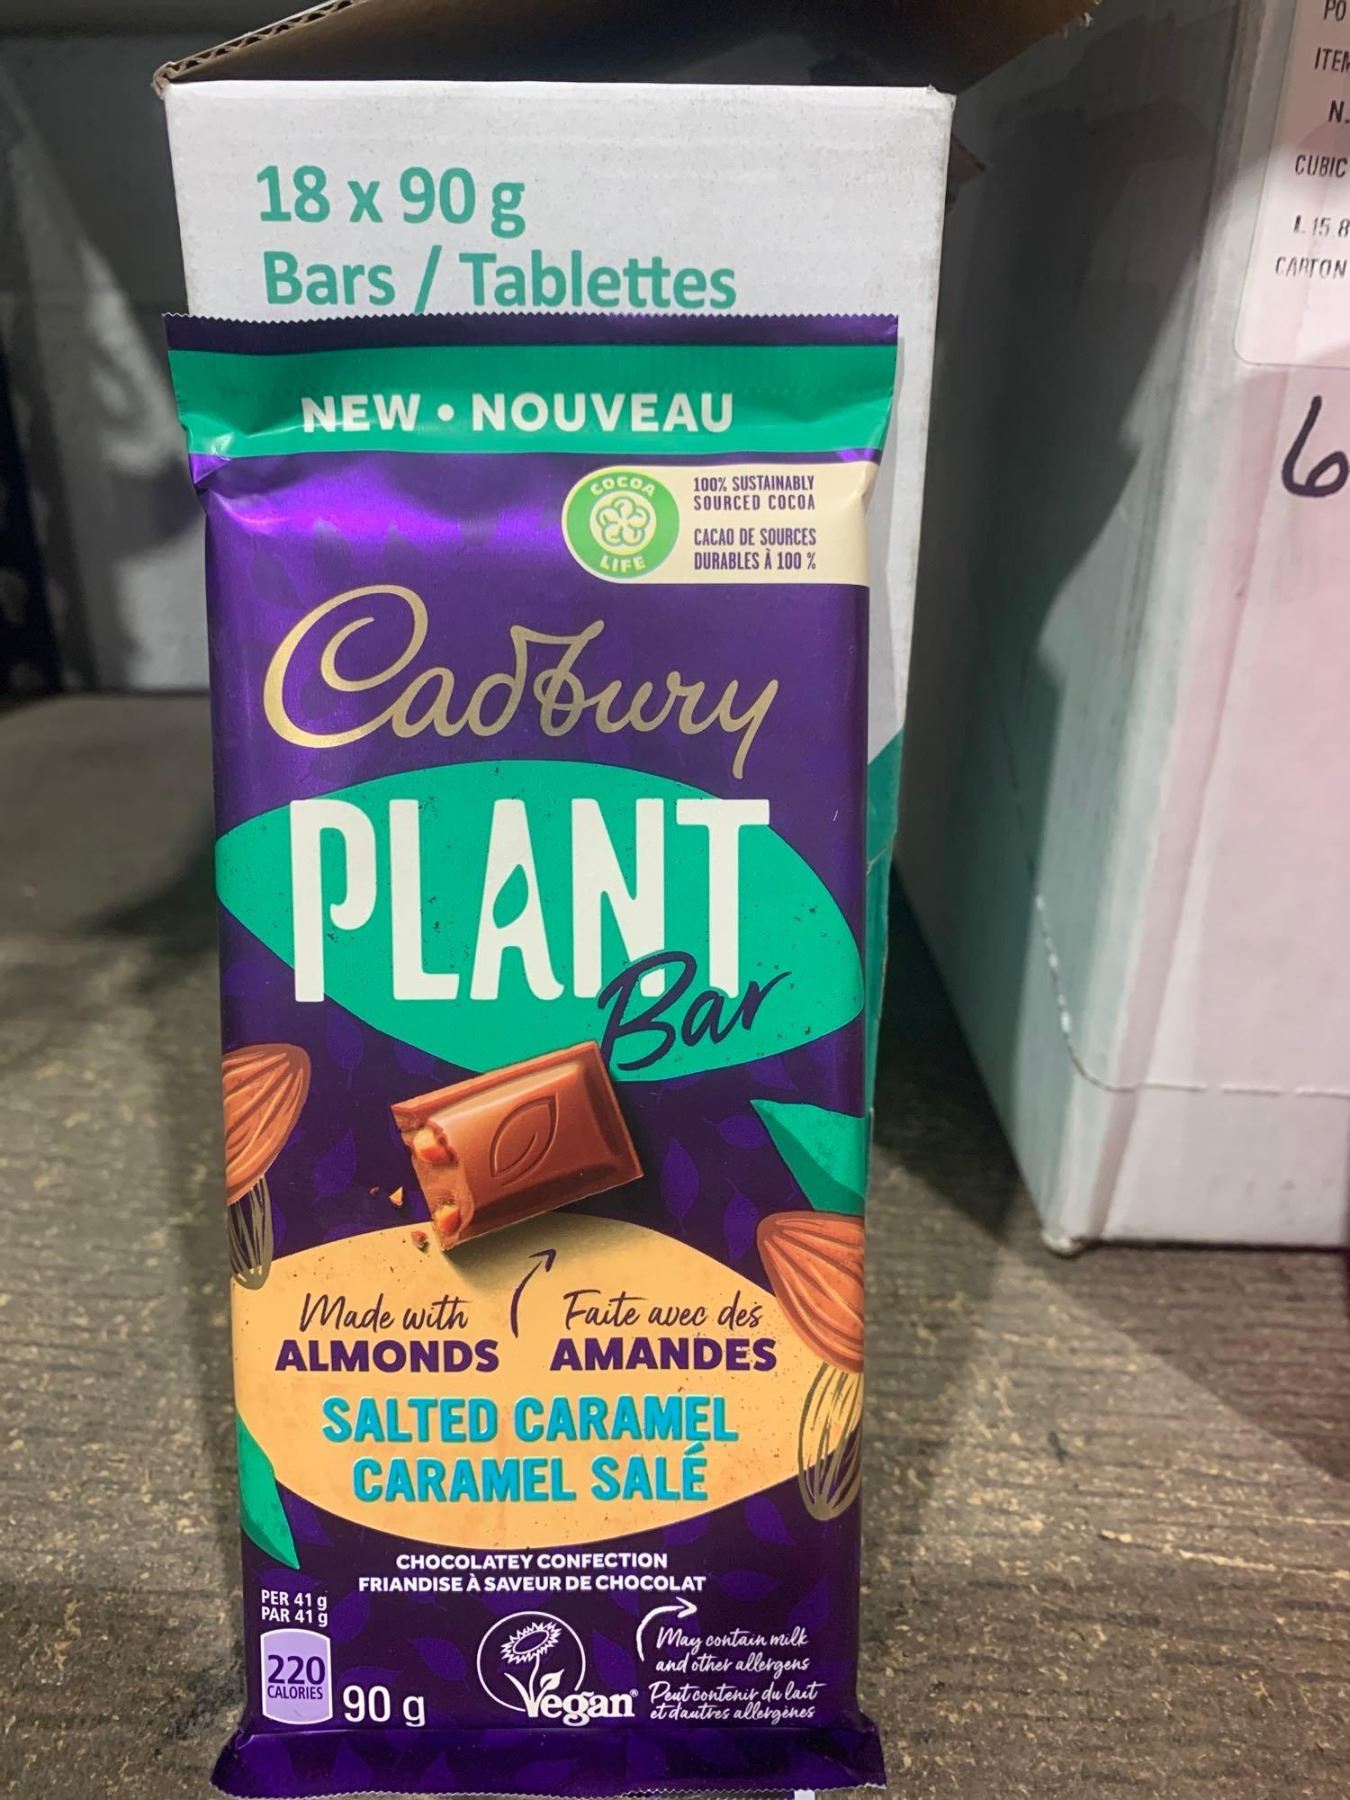 18 x 90 g
Bars / Tablettes
NEW • NOUVEAU
COCOA
LIFE
100% SUSTAINABLY
SOURCED COCOA
CACAO DE SOURCES
DURABLES À 100 %
Cadbury
PLANT
Bar
Made with
ALMONDS
Faite avec des
AMANDES
SALTED CARAMEL
CARAMEL SALÉ
CHOCOLATEY CONFECTION
FRIANDISE À SAVEUR DE CHOCOLAT
PER 41 g
PAR 41 g
220
CALORIES
90 g
Vegan®
May contain milk
and other allergens
Peut contenir du lait
et d'autres allergènes
PO
ITEM
N.
CUBIC
L 15.8
CARTON
6